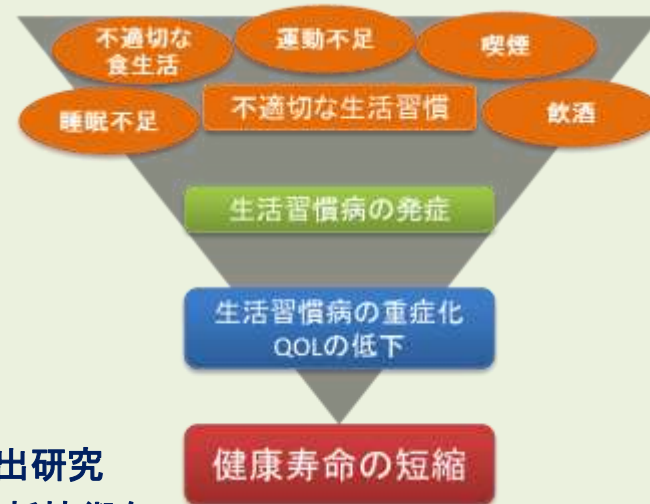 不適切な
食生活
運動不足
喫煙
睡眠不足
不適切な生活習慣
飲酒
生活習慣病の発症
生活習慣病の重症化
QOLの低下
健康寿命の短縮
出研究